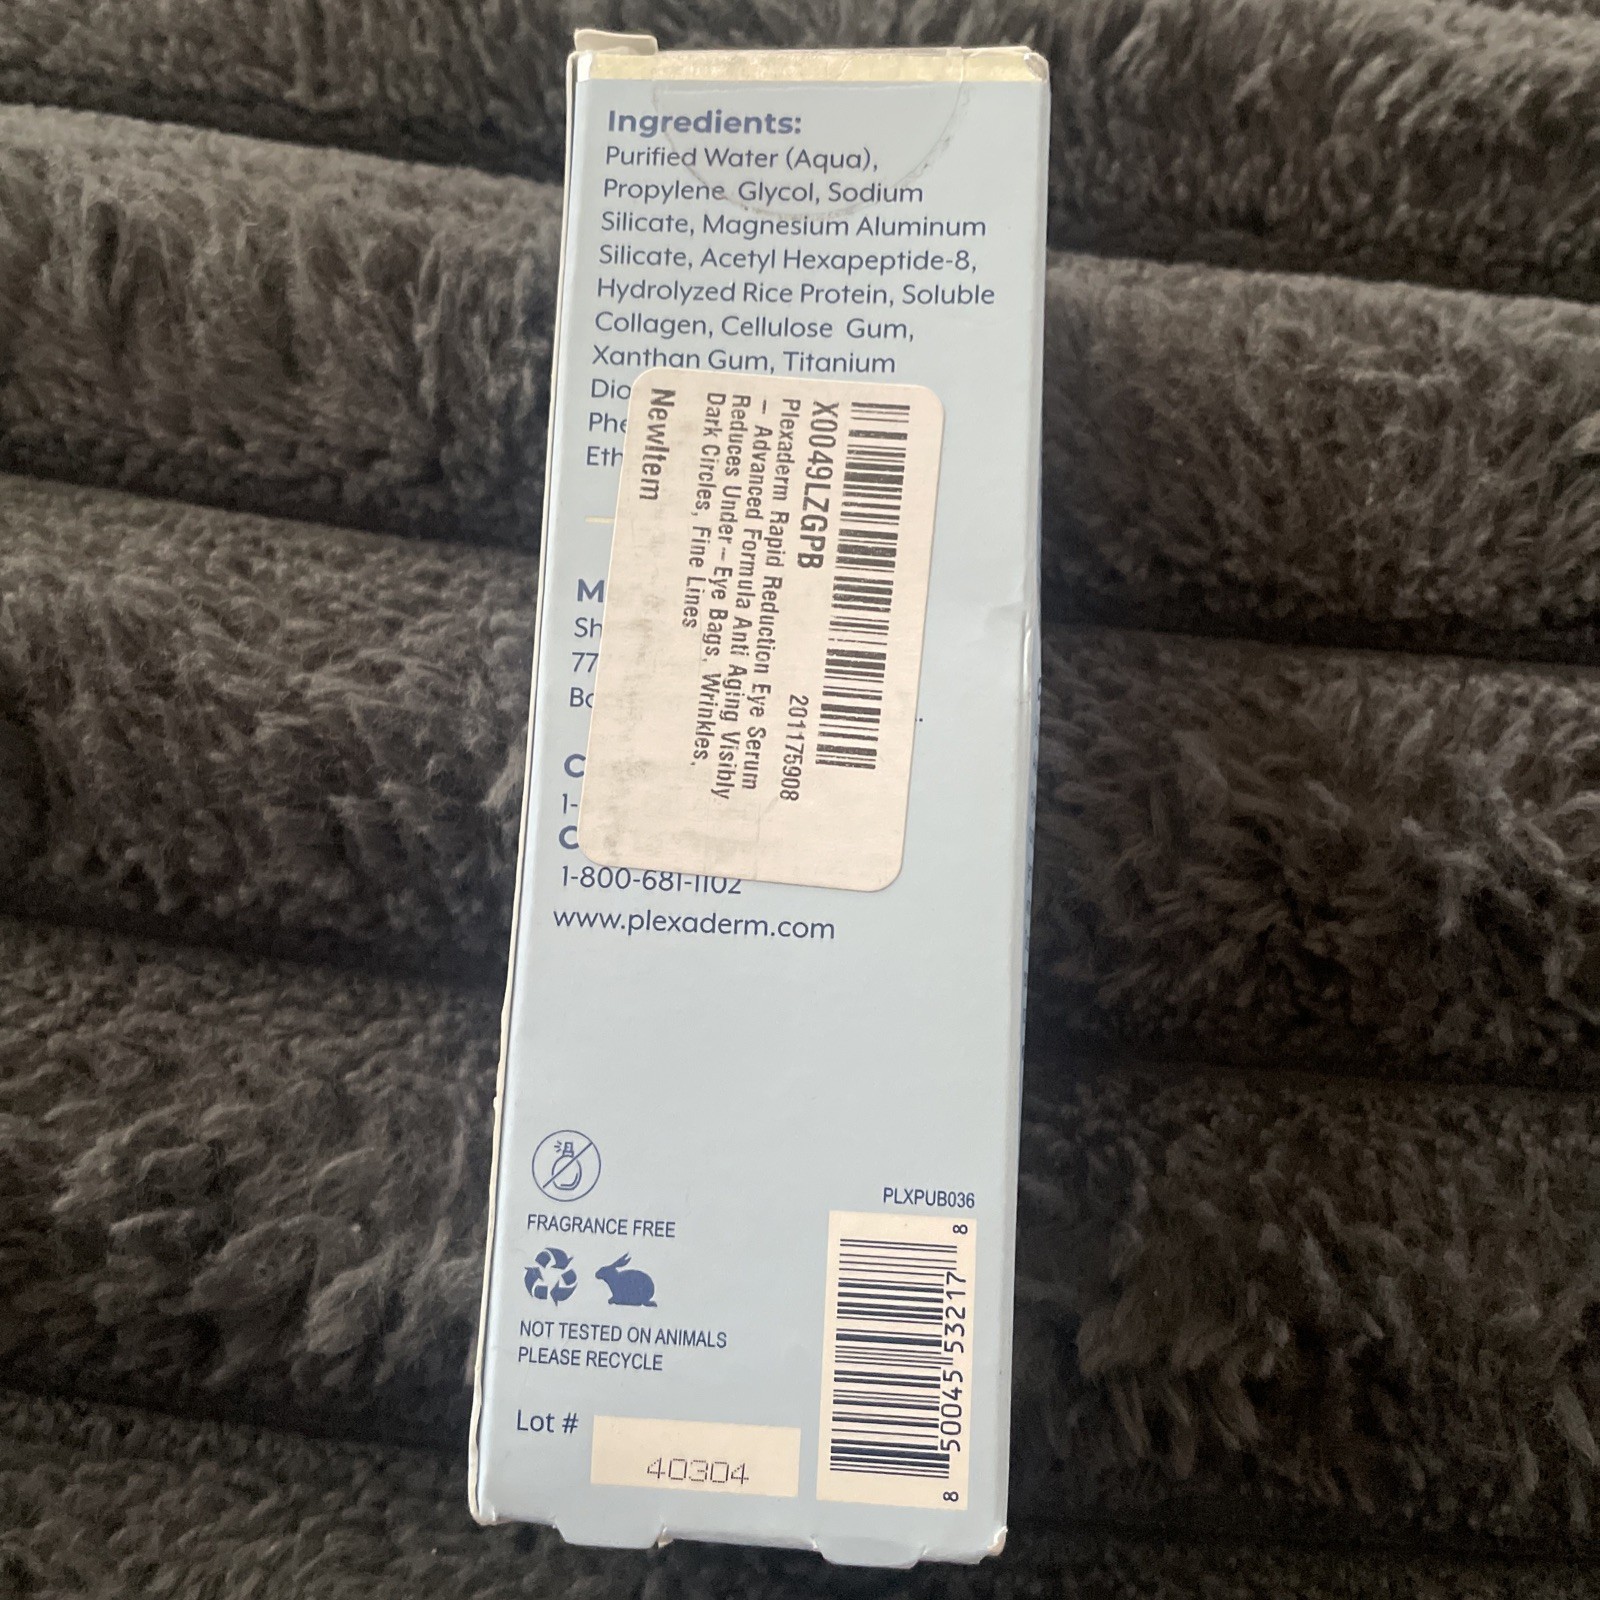 Ingredients:
Purified Water (Aqua),
Propylene Glycol, Sodium
Silicate, Magnesium Aluminum
Silicate, Acetyl Hexapeptide-8,
Hydrolyzed Rice Protein, Soluble
Collagen, Cellulose Gum,
Xanthan Gum, Titanium
X0049LZGPB
Plexaderm Rapid Reduction Eye Serum
201175908
– Advanced Formula Anti Aging Visibly
Reduces Under-Eye Bags, Wrinkles,
Dark Circles, Fine Lines
NewItem
1-800-681-1102
www.plexaderm.com
FRAGRANCE FREE
NOT TESTED ON ANIMALS
PLEASE RECYCLE
Lot #
40304
PLXPUB036
8 50045 53217 8